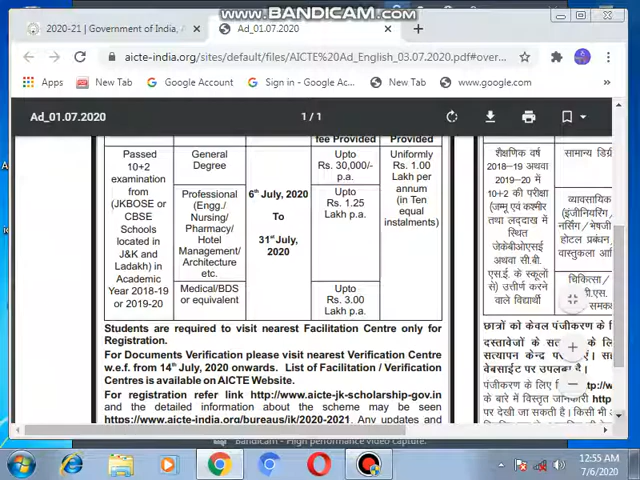 WWW.BANDICAM.COM
2020-21 | Government of India, A
Ad_01.07.2020
aicte-india.org/sites/default/files/AICTE%20Ad_English_03.07.2020.pdf#over...
Apps
New Tab
Google Account
Sign in - Google Ac...
New Tab
www.google.com
Ad_01.07.2020
1 / 1
fee Provided
Provided
Passed
10+2
examination
from
(JKBOSE or
CBSE
Schools
located in
J&K and
Ladakh) in
Academic
Year 2018-19
or 2019-20
General
Degree
Professional
(Engg./
Nursing/
Pharmacy/
Hotel
Management/
Architecture
etc.
Medical/BDS
or equivalent
6th July, 2020
To
31st July,
2020
Upto
Rs. 30,000/-
p.a.
Upto
Rs. 1.25
Lakh p.a.
Upto
Rs. 3.00
Lakh p.a.
Uniformly
Rs. 1.00
Lakh per
annum
(in Ten
equal
instalments)
Students are required to visit nearest Facilitation Centre only for
Registration.
For Documents Verification please visit nearest Verification Centre
w.e.f. from 14th July, 2020 onwards. List of Facilitation / Verification
Centres is available on AICTE Website.
For registration refer link http://www.aicte-jk-scholarship-gov.in
and the detailed information about the scheme may be seen
https://www.aicte-india.org/bureaus/jk/2020-2021. Any updates and
शैक्षणिक वर्ष
2018-19 अथवा
2019-20 में
10+2 की परीक्षा
(जम्मू एवं कश्मीर
तथा लद्दाख में
स्थित
जेकेबीओएसई
अथवा सी.बी.
एस.ई. के स्कूलों
से) उत्तीर्ण करने
वाले विद्यार्थी
सामान्य डिग्री
व्यावसायिक
(इंजीनियरिंग/
नर्सिंग/
होटल प्रबंधन/
वास्तुकला
चिकित्सा/
छात्रों को केवल पंजीकरण के
दस्तावेजों के
सत्यापन केन्द्र
वेबसाईट पर उपलब्ध है।
पंजीकरण के लिए
के बारे में विस्तृत जानकारी
पर देखी जा सकती है। किसी भी
Bandicam - High performance video capture.
12:55 AM
7/6/2020